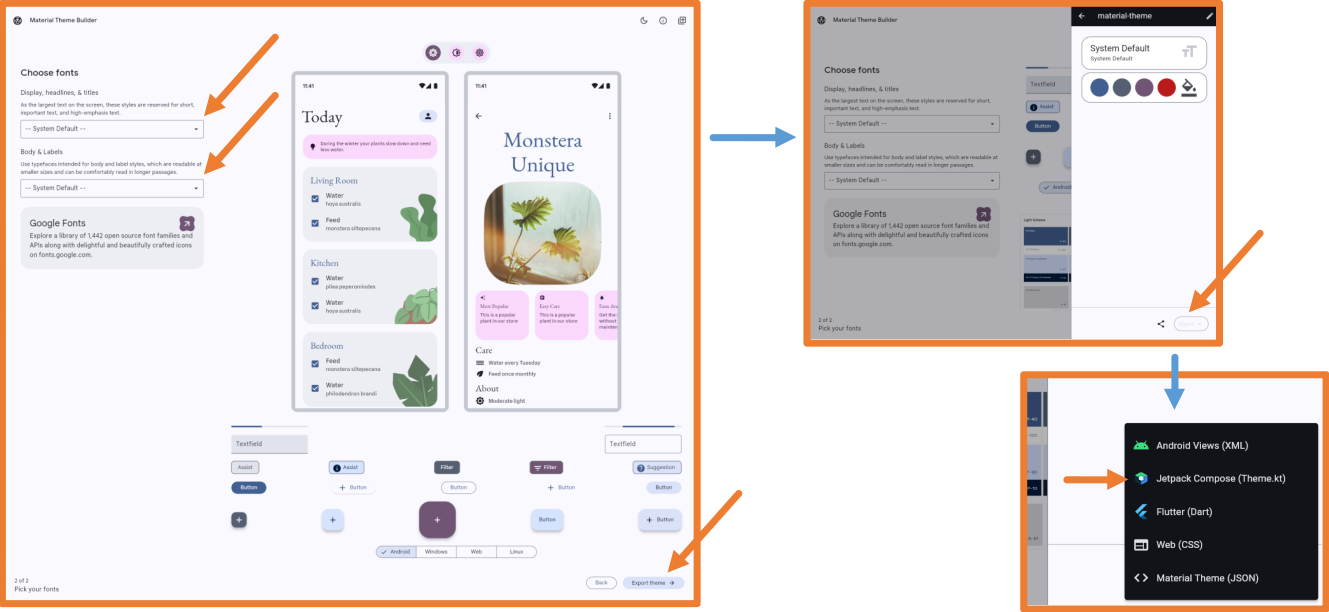 Material Theme Builder
Choose fonts
Display, headlines, & titles
As the largest text on the screen, these styles are reserved for short,
important text, and high-emphasis text.
-- System Default --
Body & Labels
Use typefaces intended for body and label styles, which are readable at
smaller sizes and can be comfortably read in longer passages.
-- System Default --
Google Fonts
Explore a library of 1,442 open source font families and
APIs along with delightful and beautifully crafted icons
on fonts.google.com.
11:41
Today
During the winter your plants slow down and need
less water.
Living Room
Water
hoya australis
Feed
monstera siltepecana
Kitchen
Water
pilea peperomiodes
Water
hoya australis
Bedroom
Feed
monstera siltepecana
Water
philodendron brandi
11:41
Monstera
Unique
Most Popular
This is a popular
plant in our store
Easy Care
This is a popular
plant in our store
Care
Water every Tuesday
Feed once monthly
About
Moderate light
Textfield
Textfield
Assist
Assist
Filter
Filter
Suggestion
Button
+ Button
Button
+ Button
Button
+
+
+
Button
+ Button
Android
Windows
Web
Linux
2 of 2
Pick your fonts
Back
Export theme
Material Theme Builder
Choose fonts
Display, headlines, & titles
As the largest text on the screen, these styles are reserved for short,
important text, and high-emphasis text.
-- System Default --
Body & Labels
Use typefaces intended for body and label styles, which are readable at
smaller sizes and can be comfortably read in longer passages.
-- System Default --
Google Fonts
Explore a library of 1,442 open source font families and
APIs along with delightful and beautifully crafted icons
on fonts.google.com.
2 of 2
Pick your fonts
Textfield
Assist
Button
+
Android
material-theme
System Default
System Default
Android Views (XML)
Jetpack Compose (Theme.kt)
Flutter (Dart)
Web (CSS)
Material Theme (JSON)